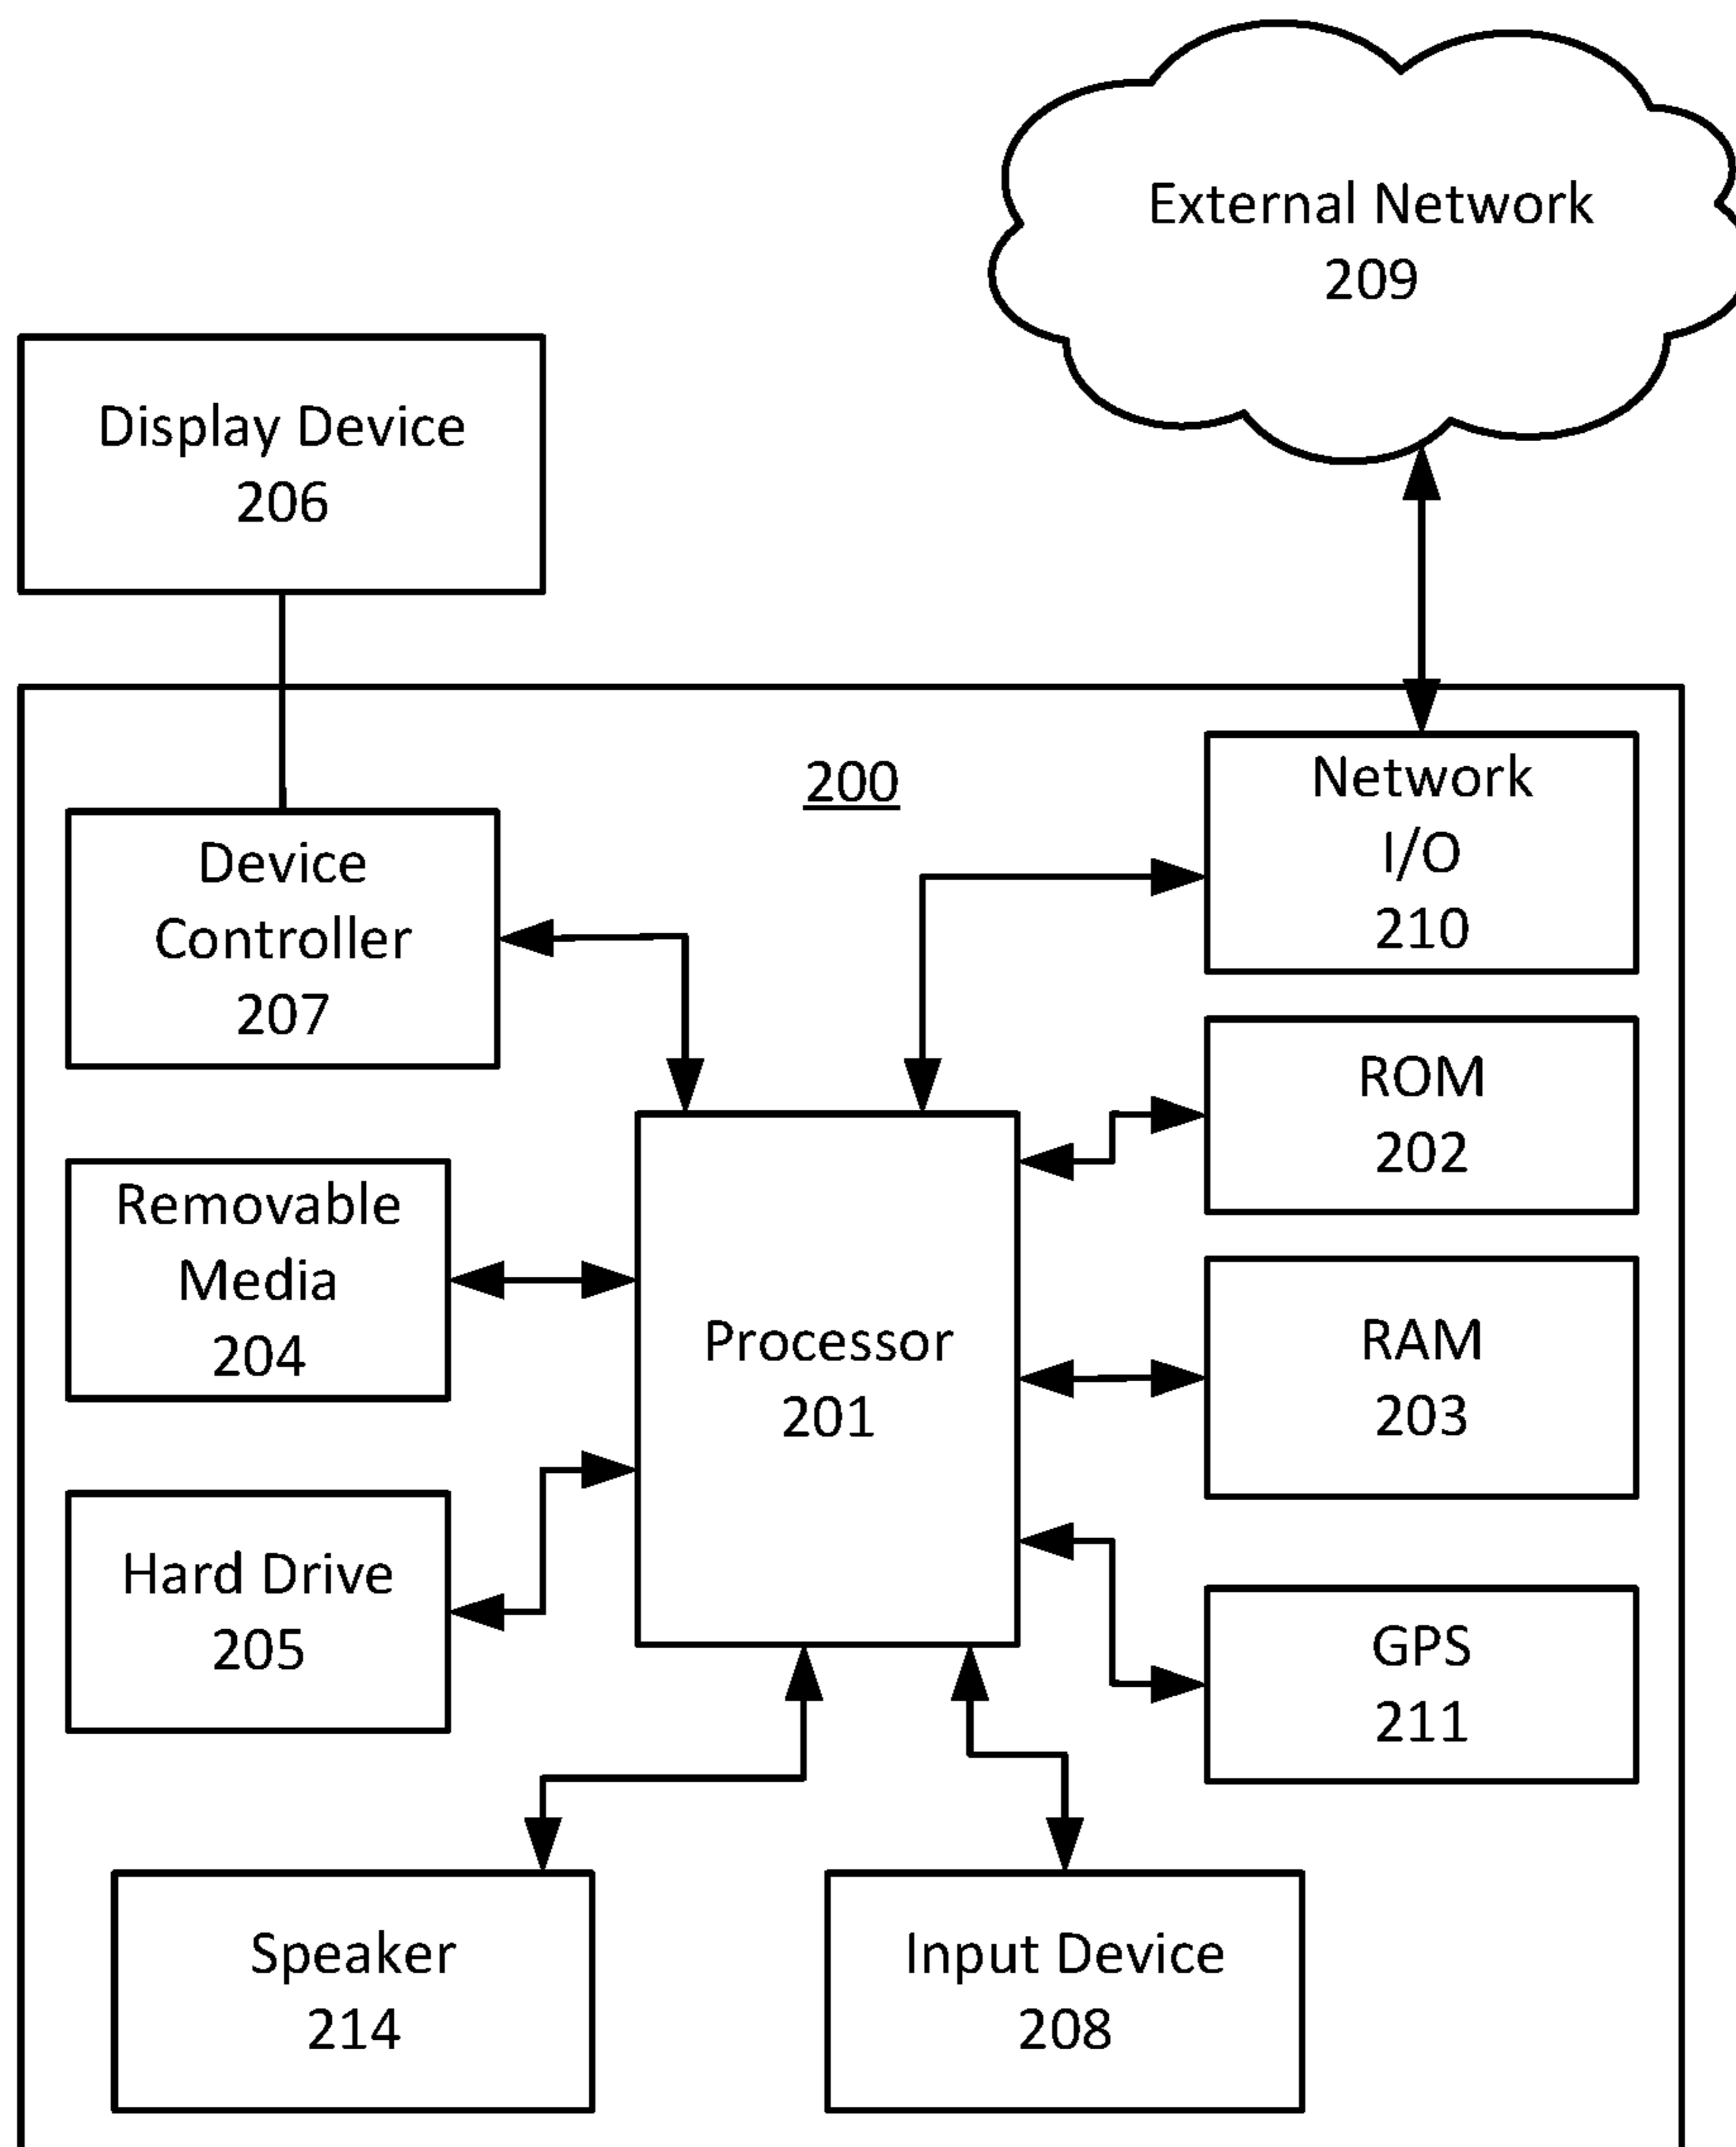 External Network
209
Display Device
206
200
Network
I/O
210
Device
Controller
207
ROM
202
Removable
Media
204
Processor
201
RAM
203
Hard Drive
205
GPS
211
Speaker
214
Input Device
208